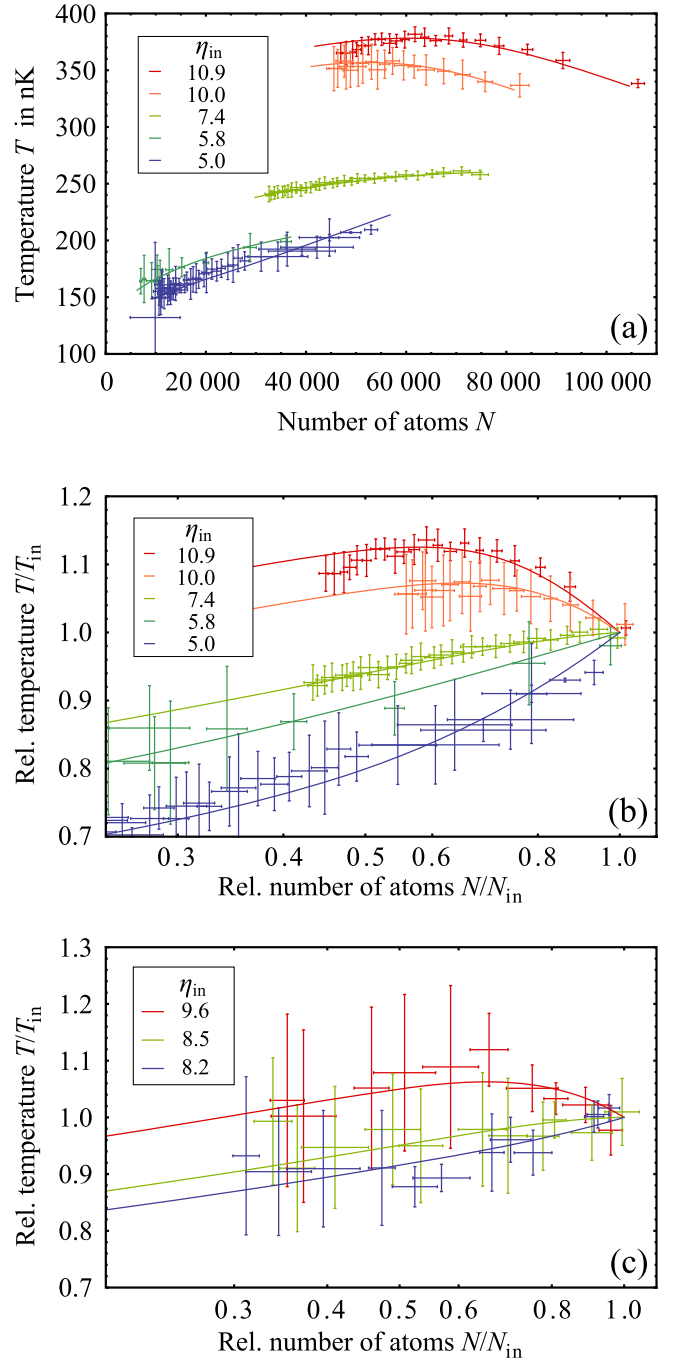 400
350
300
250
200
150
100
Temperature T in nK
η_in
10.9
10.0
7.4
5.8
5.0
(a)
0 20 000 40 000 60 000 80 000 100 000
Number of atoms N
1.2
1.1
1.0
0.9
0.8
0.7
Rel. temperature T/T_in
η_in
10.9
10.0
7.4
5.8
5.0
(b)
0.3 0.4 0.5 0.6 0.8 1.0
Rel. number of atoms N/N_in
1.3
1.2
1.1
1.0
0.9
0.8
0.7
Rel. temperature T/T_in
η_in
9.6
8.5
8.2
(c)
0.3 0.4 0.5 0.6 0.8 1.0
Rel. number of atoms N/N_in